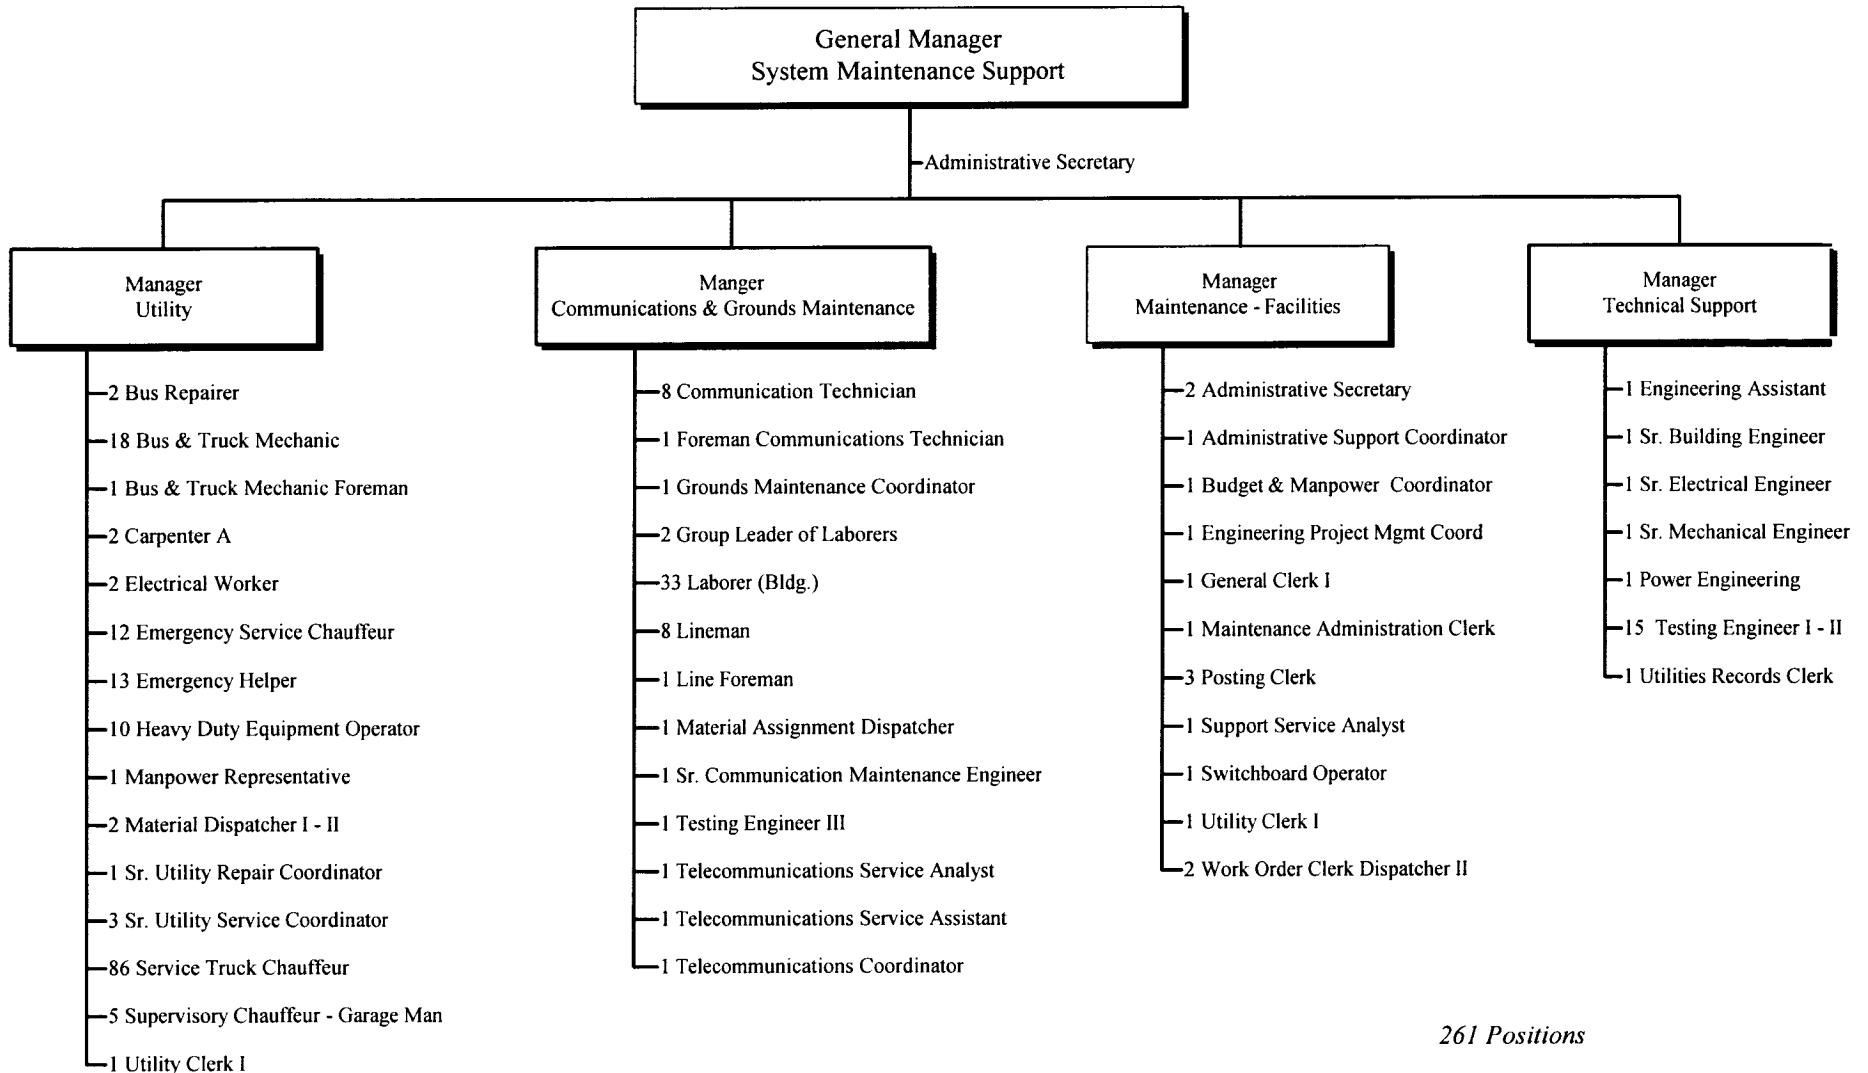 General Manager
System Maintenance Support
Administrative Secretary
Manager
Utility
2 Bus Repairer
18 Bus & Truck Mechanic
1 Bus & Truck Mechanic Foreman
2 Carpenter A
2 Electrical Worker
12 Emergency Service Chauffeur
13 Emergency Helper
10 Heavy Duty Equipment Operator
1 Manpower Representative
2 Material Dispatcher I - II
1 Sr. Utility Repair Coordinator
3 Sr. Utility Service Coordinator
86 Service Truck Chauffeur
5 Supervisory Chauffeur - Garage Man
1 Utility Clerk I
Manger
Communications & Grounds Maintenance
8 Communication Technician
1 Foreman Communications Technician
1 Grounds Maintenance Coordinator
2 Group Leader of Laborers
33 Laborer (Bldg.)
8 Lineman
1 Line Foreman
1 Material Assignment Dispatcher
1 Sr. Communication Maintenance Engineer
1 Testing Engineer III
1 Telecommunications Service Analyst
1 Telecommunications Service Assistant
1 Telecommunications Coordinator
Manager
Maintenance - Facilities
2 Administrative Secretary
1 Administrative Support Coordinator
1 Budget & Manpower Coordinator
1 Engineering Project Mgmt Coord
1 General Clerk I
1 Maintenance Administration Clerk
3 Posting Clerk
1 Support Service Analyst
1 Switchboard Operator
1 Utility Clerk I
2 Work Order Clerk Dispatcher II
Manager
Technical Support
1 Engineering Assistant
1 Sr. Building Engineer
1 Sr. Electrical Engineer
1 Sr. Mechanical Engineer
1 Power Engineering
15 Testing Engineer I - II
1 Utilities Records Clerk
261 Positions